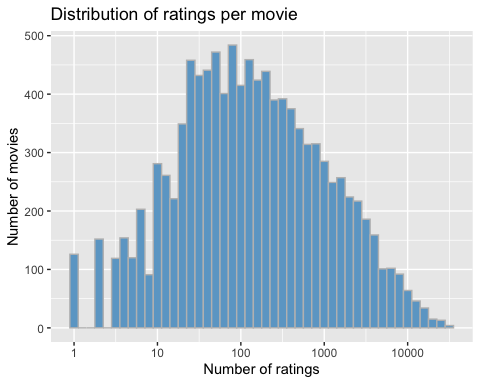 Distribution of ratings per movie
Number of movies
500
400
300
200
100
0
1 10 100 1000 10000
Number of ratings